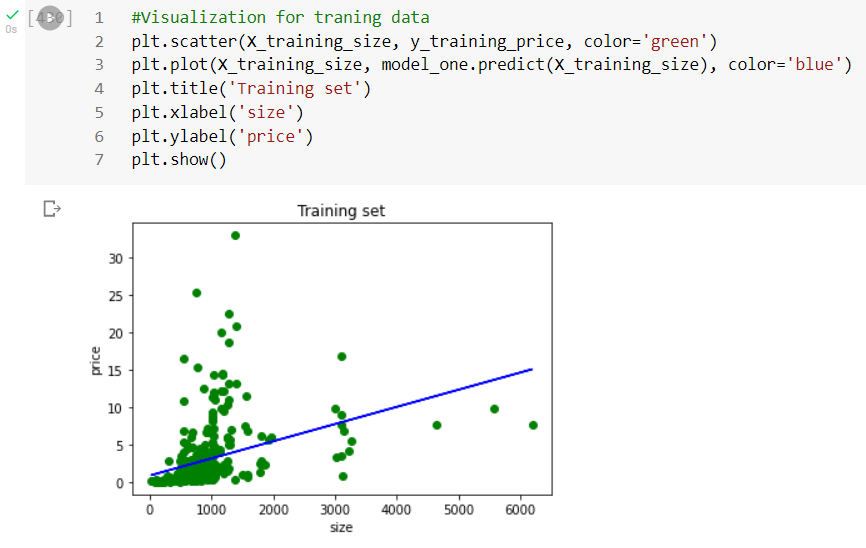 [4 0] 1 #Visualization for traning data
0s 2 plt.scatter(X_training_size, y_training_price, color='green')
3 plt.plot(X_training_size, model_one.predict(X_training_size), color='blue')
4 plt.title('Training set')
5 plt.xlabel('size')
6 plt.ylabel('price')
7 plt.show()
Training set
30
25
20
15
10
5
0
price
0 1000 2000 3000 4000 5000 6000
size